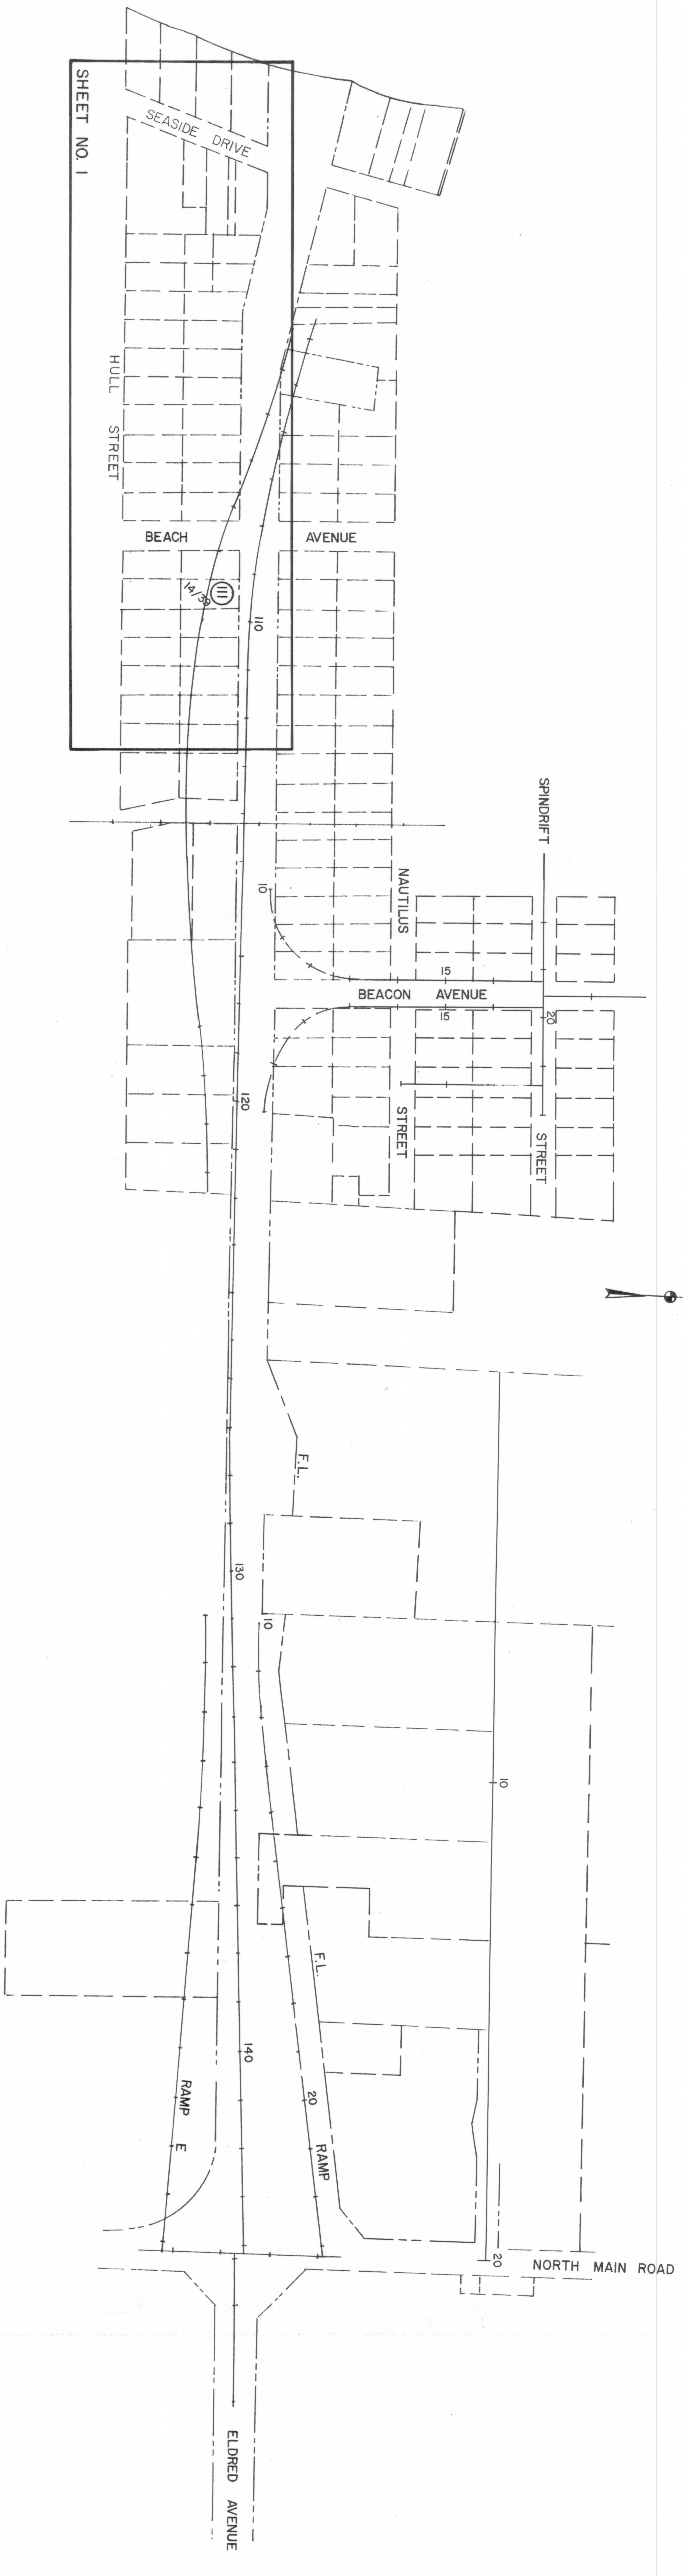 SHEET NO. 1
SEASIDE DRIVE
HULL STREET
BEACH AVENUE
111
14/39
110
SPINDRIFT STREET
NAUTILUS STREET
10
15
BEACON AVENUE
15
20
120
F.L.
130
10
10
F.L.
140
20
RAMP
RAMP E
20
NORTH MAIN ROAD
ELDRED AVENUE